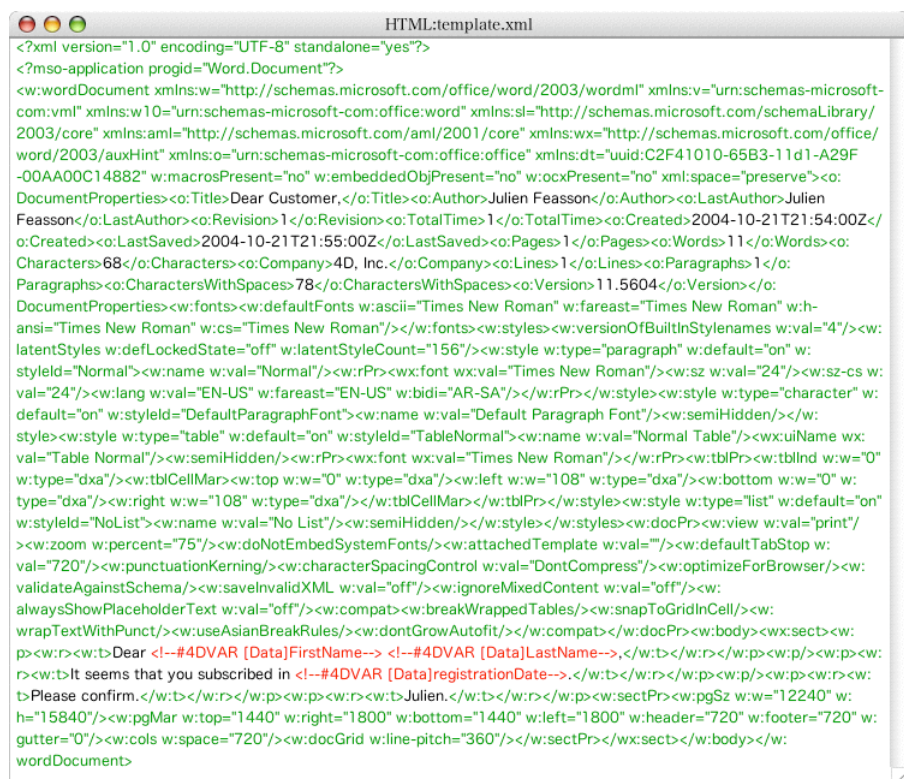 HTML:template.xml
<?xml version="1.0" encoding="UTF-8" standalone="yes"?>
<?mso-application progid="Word.Document"?>
<w:wordDocument xmlns:w="http://schemas.microsoft.com/office/word/2003/wordml" xmlns:v="urn:schemas-microsoft-
com:vml" xmlns:w10="urn:schemas-microsoft-com:office:word" xmlns:sl="http://schemas.microsoft.com/schemaLibrary/
2003/core" xmlns:aml="http://schemas.microsoft.com/aml/2001/core" xmlns:wx="http://schemas.microsoft.com/office/
word/2003/auxHint" xmlns:o="urn:schemas-microsoft-com:office:office" xmlns:dt="uuid:C2F41010-65B3-11d1-A29F
-00AA00C14882" w:macrosPresent="no" w:embeddedObjPresent="no" w:ocxPresent="no" xml:space="preserve"><o:
DocumentProperties><o:Title>Dear Customer,</o:Title><o:Author>Julien Feasson</o:Author><o:LastAuthor>Julien
Feasson</o:LastAuthor><o:Revision>1</o:Revision><o:TotalTime>1</o:TotalTime><o:Created>2004-10-21T21:54:00Z</
o:Created><o:LastSaved>2004-10-21T21:55:00Z</o:LastSaved><o:Pages>1</o:Pages><o:Words>11</o:Words><o:
Characters>68</o:Characters><o:Company>4D, Inc.</o:Company><o:Lines>1</o:Lines><o:Paragraphs>1</o:
Paragraphs><o:CharactersWithSpaces>78</o:CharactersWithSpaces><o:Version>11.5604</o:Version></o:
DocumentProperties><w:fonts><w:defaultFonts w:ascii="Times New Roman" w:fareast="Times New Roman" w:h-
ansi="Times New Roman" w:cs="Times New Roman"/></w:fonts><w:styles><w:versionOfBuiltInStylenames w:val="4"/><w:
latentStyles w:defLockedState="off" w:latentStyleCount="156"/><w:style w:type="paragraph" w:default="on" w:
styleId="Normal"><w:name w:val="Normal"/><w:rPr><wx:font wx:val="Times New Roman"/><w:sz w:val="24"/><w:sz-cs w:
val="24"/><w:lang w:val="EN-US" w:fareast="EN-US" w:bidi="AR-SA"/></w:rPr></w:style><w:style w:type="character" w:
default="on" w:styleId="DefaultParagraphFont"><w:name w:val="Default Paragraph Font"/><w:semiHidden/></w:
style><w:style w:type="table" w:default="on" w:styleId="TableNormal"><w:name w:val="Normal Table"/><wx:uiName wx:
val="Table Normal"/><w:semiHidden/><w:rPr><wx:font wx:val="Times New Roman"/></w:rPr><w:tblPr><w:tblInd w:w="0"
w:type="dxa"/><w:tblCellMar><w:top w:w="0" w:type="dxa"/><w:left w:w="108" w:type="dxa"/><w:bottom w:w="0" w:
type="dxa"/><w:right w:w="108" w:type="dxa"/></w:tblCellMar></w:tblPr></w:style><w:style w:type="list" w:default="on"
w:styleId="NoList"><w:name w:val="No List"/><w:semiHidden/></w:style></w:styles><w:docPr><w:view w:val="print"/
><w:zoom w:percent="75"/><w:doNotEmbedSystemFonts/><w:attachedTemplate w:val=""/><w:defaultTabStop w:
val="720"/><w:punctuationKerning/><w:characterSpacingControl w:val="DontCompress"/><w:optimizeForBrowser/><w:
validateAgainstSchema/><w:saveInvalidXML w:val="off"/><w:ignoreMixedContent w:val="off"/><w:
alwaysShowPlaceholderText w:val="off"/><w:compat><w:breakWrappedTables/><w:snapToGridInCell/><w:
wrapTextWithPunct/><w:useAsianBreakRules/><w:dontGrowAutofit/></w:compat></w:docPr><w:body><wx:sect><w:
p><w:r><w:t>Dear <!--#4DVAR [Data]FirstName--> <!--#4DVAR [Data]LastName-->,</w:t></w:r></w:p><w:p/><w:p><w:
r><w:t>It seems that you subscribed in <!--#4DVAR [Data]registrationDate-->.</w:t></w:r></w:p><w:p/><w:p><w:r><w:
t>Please confirm.</w:t></w:r></w:p><w:p><w:r><w:t>Julien.</w:t></w:r></w:p><w:sectPr><w:pgSz w:w="12240" w:
h="15840"/><w:pgMar w:top="1440" w:right="1800" w:bottom="1440" w:left="1800" w:header="720" w:footer="720" w:
gutter="0"/><w:cols w:space="720"/><w:docGrid w:line-pitch="360"/></w:sectPr></wx:sect></w:body></w:
wordDocument>